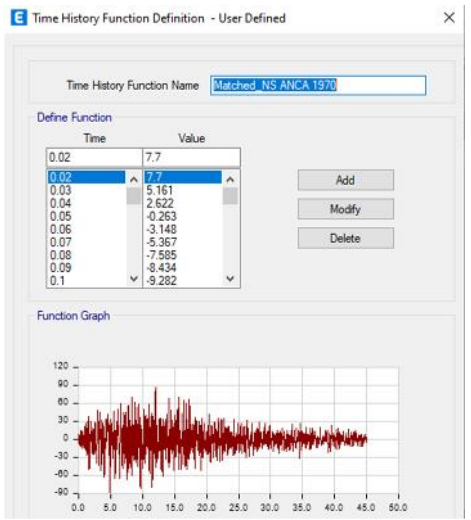 E Time History Function Definition - User Defined ×
Time History Function Name Matched_NS ANCA 1970
Define Function
Time Value
0.02 7.7
0.02 7.7
0.03 5.161
0.04 2.622
0.05 -0.263
0.06 -3.148
0.07 -5.367
0.08 -7.585
0.09 -8.434
0.1 -9.282
Add
Modify
Delete
Function Graph
120
90
60
30
0
-30
-60
-90
0.0 5.0 10.0 15.0 20.0 25.0 30.0 35.0 40.0 45.0 50.0